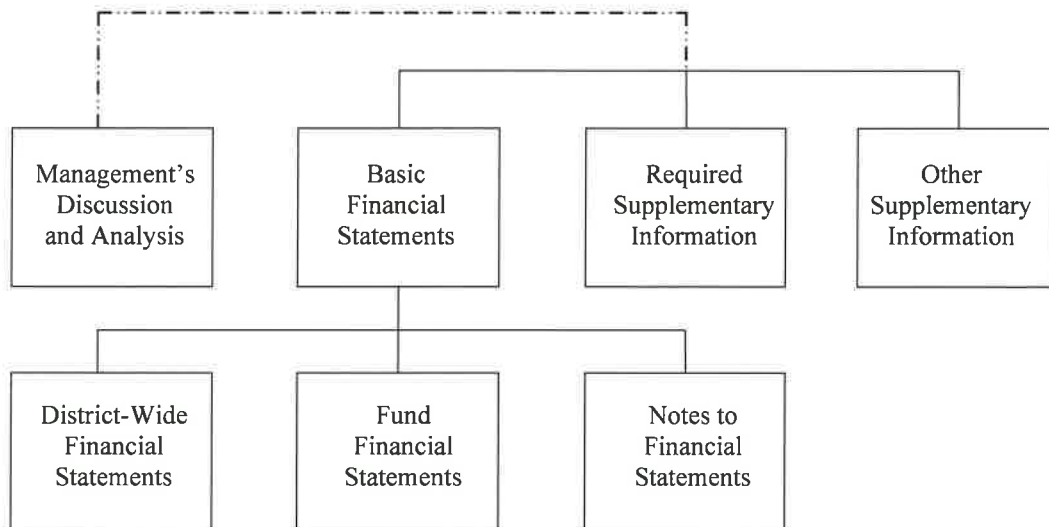 Management's
Discussion
and Analysis
Basic
Financial
Statements
Required
Supplementary
Information
Other
Supplementary
Information
District-Wide
Financial
Statements
Fund
Financial
Statements
Notes to
Financial
Statements